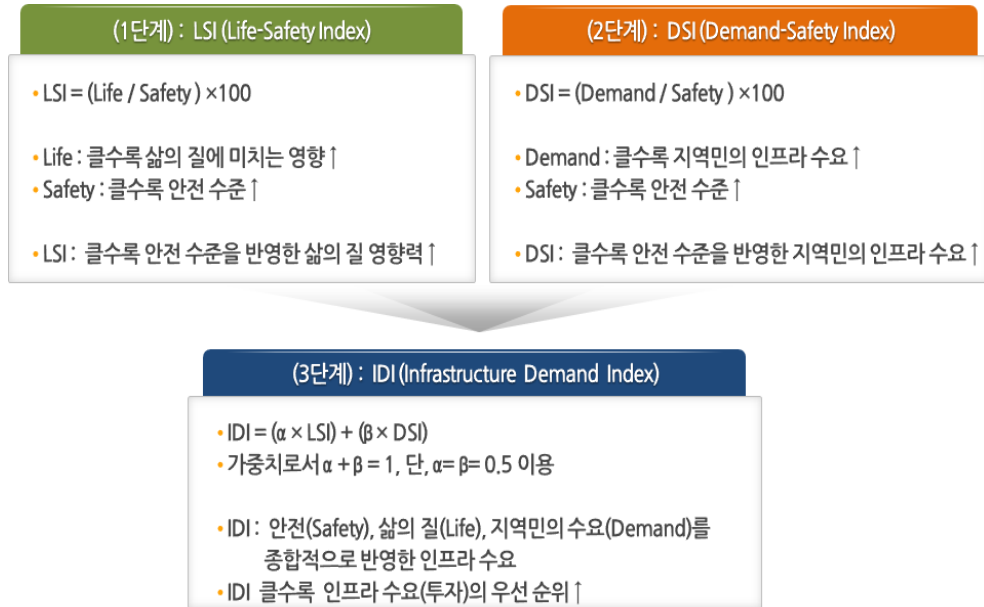 (1단계) : LSI (Life-Safety Index)
• LSI = (Life / Safety ) ×100
• Life : 클수록 삶의 질에 미치는 영향↑
• Safety : 클수록 안전 수준↑
• LSI : 클수록 안전 수준을 반영한 삶의 질 영향력↑
(2단계) : DSI (Demand-Safety Index)
• DSI = (Demand / Safety ) ×100
• Demand : 클수록 지역민의 인프라 수요↑
• Safety : 클수록 안전 수준↑
• DSI : 클수록 안전 수준을 반영한 지역민의 인프라 수요↑
(3단계) : IDI (Infrastructure Demand Index)
• IDI = (α × LSI) + (β × DSI)
• 가중치로서 α + β = 1, 단, α= β= 0.5 이용
• IDI : 안전(Safety), 삶의 질(Life), 지역민의 수요(Demand)를
종합적으로 반영한 인프라 수요
• IDI 클수록 인프라 수요(투자)의 우선 순위↑